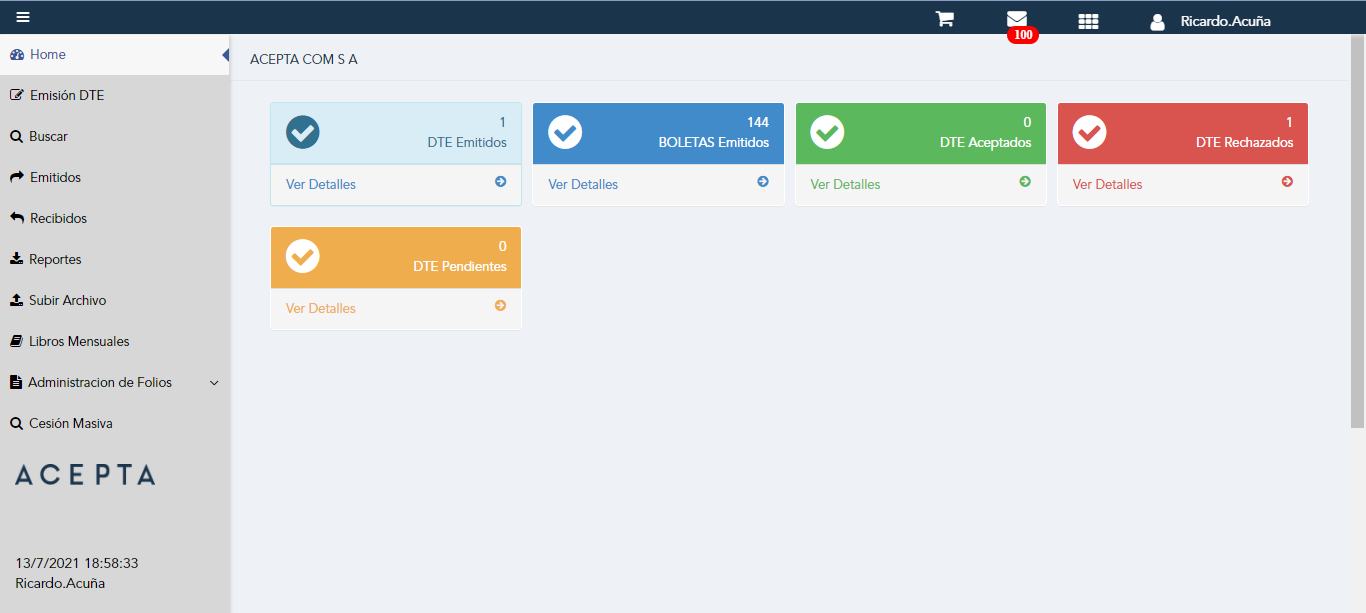 Ricardo.Acuña
100
Home
Emisión DTE
Buscar
Emitidos
Recibidos
Reportes
Subir Archivo
Libros Mensuales
Administracion de Folios
Cesión Masiva
ACEPTA
13/7/2021 18:58:33
Ricardo.Acuña
ACEPTA COM S A
1
DTE Emitidos
Ver Detalles
144
BOLETAS Emitidos
Ver Detalles
0
DTE Aceptados
Ver Detalles
1
DTE Rechazados
Ver Detalles
0
DTE Pendientes
Ver Detalles